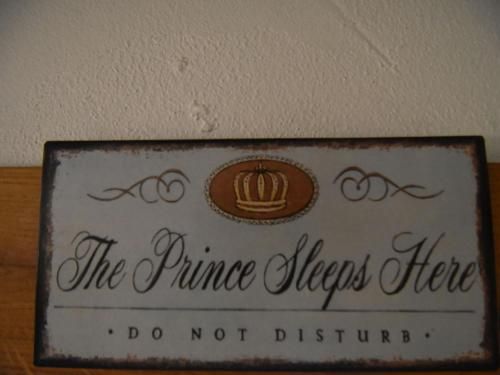 The Prince Sleeps Here
• DO NOT DISTURB •